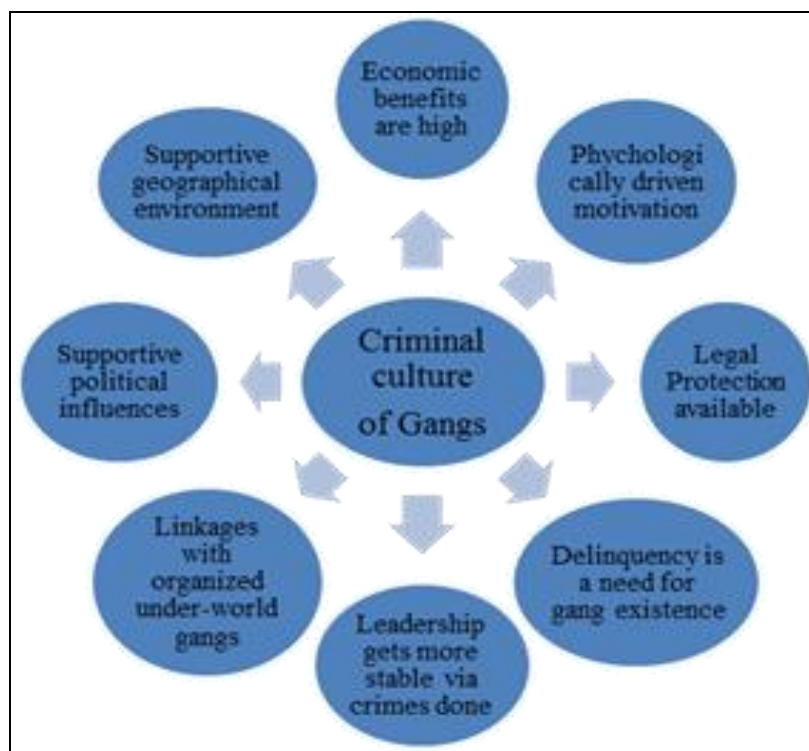 Economic
benefits
are high
Phychologi
cally driven
motivation
Legal
Protection
available
Delinquency is
a need for
gang existence
Leadership
gets more
stable via
crimes done
Linkages
with
organized
under-world
gangs
Supportive
political
influences
Supportive
geographical
environment
Criminal
culture
of Gangs